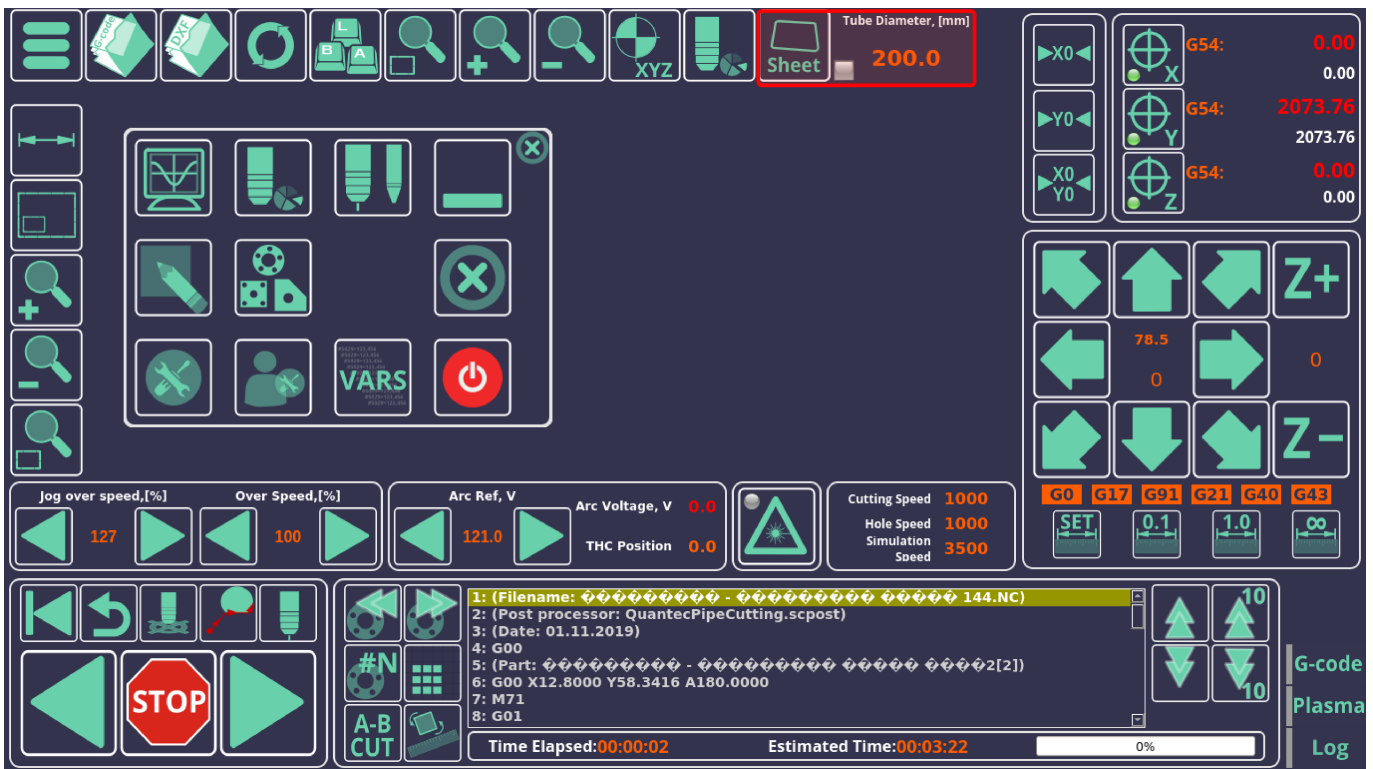 G-code
DXF
L
B
A
XYZ
Sheet
Tube Diameter, [mm]
200.0
X0
G54: 0.00
X
0.00
Y0
G54: 2073.76
Y
2073.76
X0
Y0
G54: 0.00
Z
0.00
VARS
Z+
78.5
0
0
Z-
Jog over speed,[%]
127
Over Speed,[%]
100
Arc Ref, V
121.0
Arc Voltage, V 0.0
THC Position 0.0
Cutting Speed 1000
Hole Speed 1000
Simulation
Speed 3500
G0 G17 G91 G21 G40 G43
SET 0.1 1.0 ∞
STOP
#N
A-B
CUT
1: (Filename: ���������� - ���������� ����� 144.NC)
2: (Post processor: QuantecPipeCutting.scpost)
3: (Date: 01.11.2019)
4: G00
5: (Part: ���������� - ���������� ����� ����2[2])
6: G00 X12.8000 Y58.3416 A180.0000
7: M71
8: G01
10
10
Time Elapsed:00:00:02 Estimated Time:00:03:22 0%
G-code
Plasma
Log